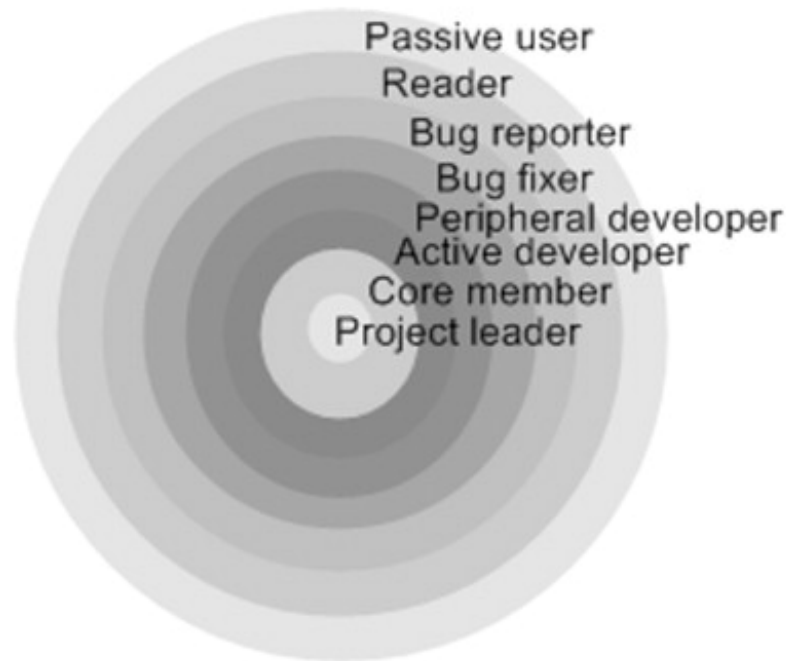 Passive user
Reader
Bug reporter
Bug fixer
Peripheral developer
Active developer
Core member
Project leader